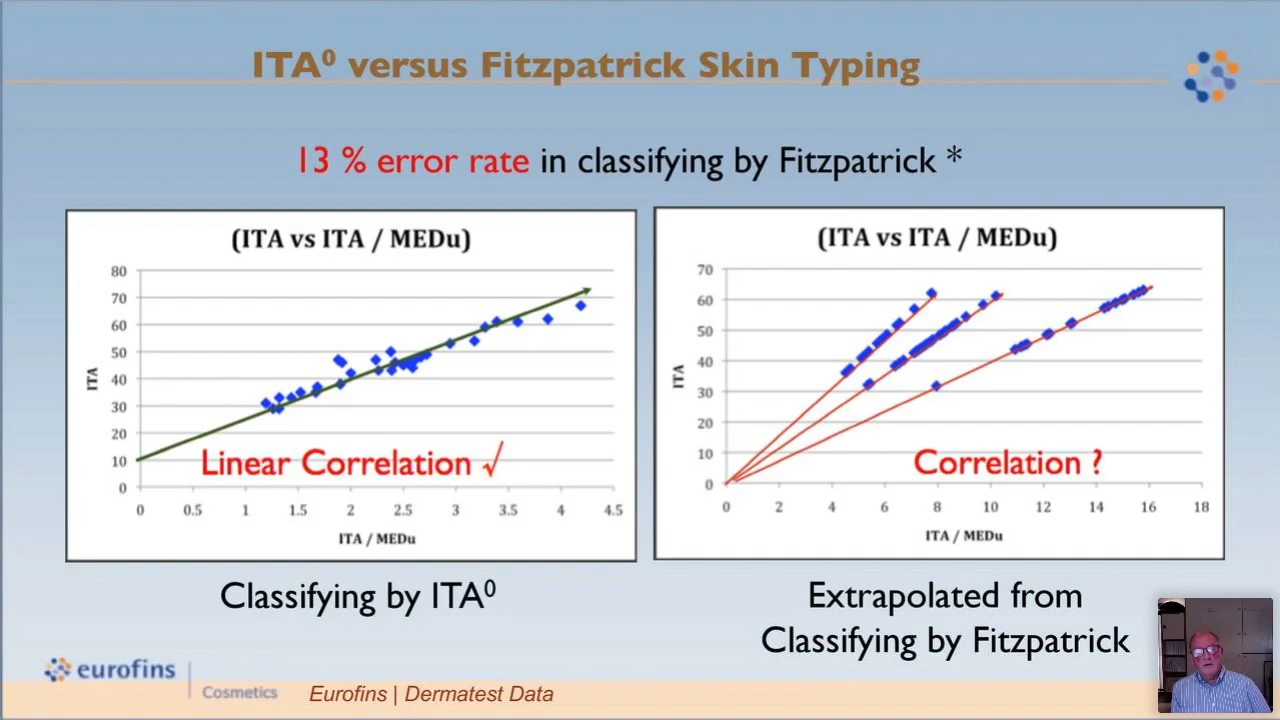 ITA⁰ versus Fitzpatrick Skin Typing
13 % error rate in classifying by Fitzpatrick *
(ITA vs ITA / MEDu)
80
70
60
50
40
30
20
10
0
ITA
Linear Correlation √
0 0.5 1 1.5 2 2.5 3 3.5 4 4.5
ITA / MEDu
Classifying by ITA⁰
(ITA vs ITA / MEDu)
70
60
50
40
30
20
10
0
ITA
Correlation ?
0 2 4 6 8 10 12 14 16 18
ITA / MEDu
Extrapolated from
Classifying by Fitzpatrick
eurofins
Cosmetics
Eurofins | Dermatest Data